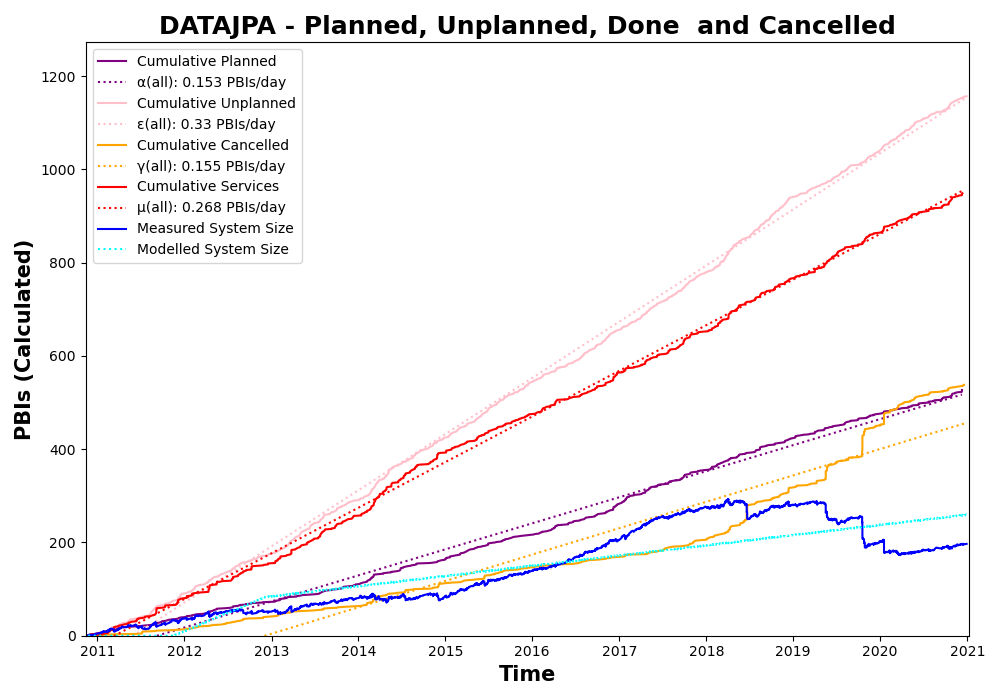 DATAJPA - Planned, Unplanned, Done  and Cancelled
Cumulative Planned
α(all): 0.153 PBIs/day
Cumulative Unplanned
ε(all): 0.33 PBIs/day
Cumulative Cancelled
γ(all): 0.155 PBIs/day
Cumulative Services
μ(all): 0.268 PBIs/day
Measured System Size
Modelled System Size
PBIs (Calculated)
1200
1000
800
600
400
200
0
2011 2012 2013 2014 2015 2016 2017 2018 2019 2020 2021
Time